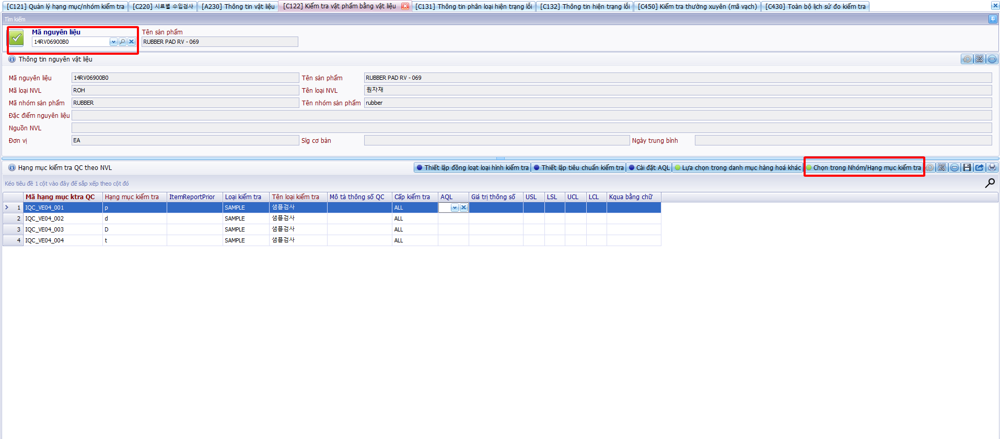 [C121] Quản lý hạng mục/nhóm kiểm tra [C220] 시료별 수입검사 [A230] Thông tin vật liệu [C122] Kiểm tra vật phẩm bằng vật liệu [C131] Thông tin phân loại hiện trạng lỗi [C132] Thông tin hiện trạng lỗi [C450] Kiểm tra thường xuyên (mã vạch) [C430] Toàn bộ lịch sử đo kiểm tra
Tìm kiếm
Mã nguyên liệu Tên sản phẩm
14RV06900B0 RUBBER PAD RV - 069
Thông tin nguyên vật liệu
Mã nguyên liệu 14RV06900B0 Tên sản phẩm RUBBER PAD RV - 069
Mã loại NVL ROH Tên loại NVL 원자재
Mã nhóm sản phẩm RUBBER Tên nhóm sản phẩm rubber
Đặc điểm nguyên liệu
Nguồn NVL
Đơn vị EA Slg cơ bản Ngày trung bình
Hạng mục kiểm tra QC theo NVL Thiết lập đồng loạt loại hình kiểm tra Thiết lập tiêu chuẩn kiểm tra Cài đặt AQL Lựa chọn trong danh mục hàng hoá khác Chọn trong Nhóm/Hạng mục kiểm tra
Kéo tiêu đề 1 cột vào đây để sắp xếp theo cột đó
Mã hạng mục ktra QC Hạng mục kiểm tra ItemReportPrior Loại kiểm tra Tên loại kiểm tra Mô tả thông số QC Cấp kiểm tra AQL Giá trị thông số USL LSL UCL LCL Kqua bằng chữ
1 IQC_VE04_001 p SAMPLE 샘플검사 ALL
2 IQC_VE04_002 d SAMPLE 샘플검사 ALL
3 IQC_VE04_003 D SAMPLE 샘플검사 ALL
4 IQC_VE04_004 t SAMPLE 샘플검사 ALL